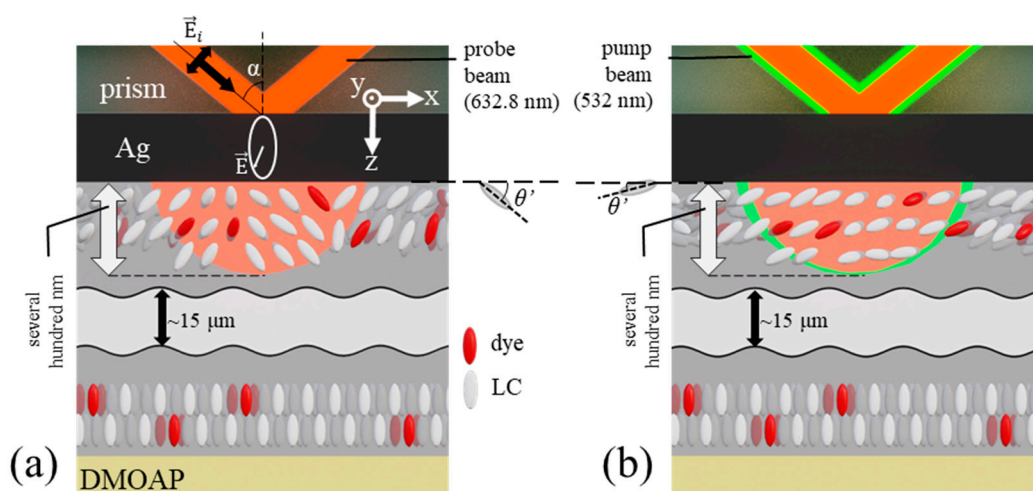 E⃗i
α
prism
y
x
z
Ag
E⃗
probe
beam
(632.8 nm)
pump
beam
(532 nm)
θ'
θ'
several
hundred nm
~15 μm
dye
LC
several
hundred nm
~15 μm
(a)
DMOAP
(b)